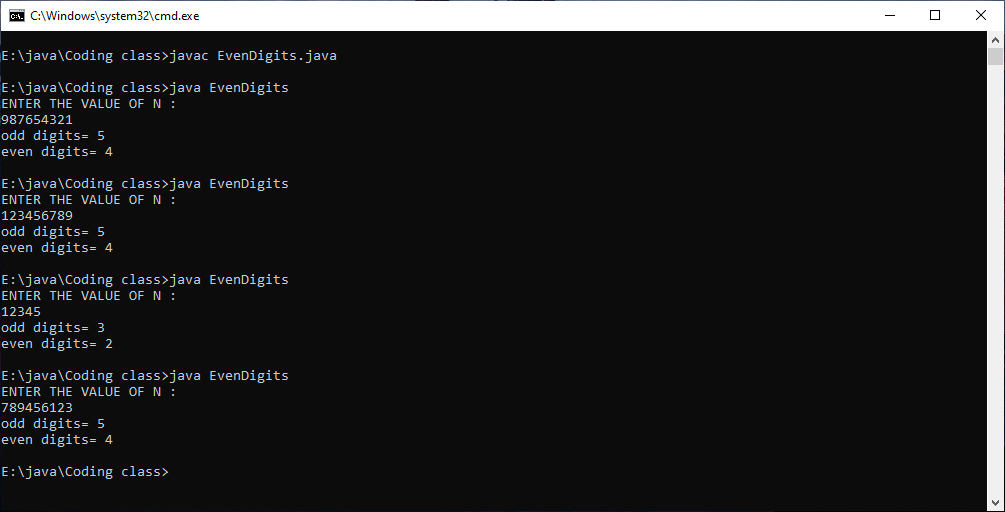 C:\Windows\system32\cmd.exe
E:\java\Coding class>javac EvenDigits.java
E:\java\Coding class>java EvenDigits
ENTER THE VALUE OF N :
987654321
odd digits= 5
even digits= 4
E:\java\Coding class>java EvenDigits
ENTER THE VALUE OF N :
123456789
odd digits= 5
even digits= 4
E:\java\Coding class>java EvenDigits
ENTER THE VALUE OF N :
12345
odd digits= 3
even digits= 2
E:\java\Coding class>java EvenDigits
ENTER THE VALUE OF N :
789456123
odd digits= 5
even digits= 4
E:\java\Coding class>